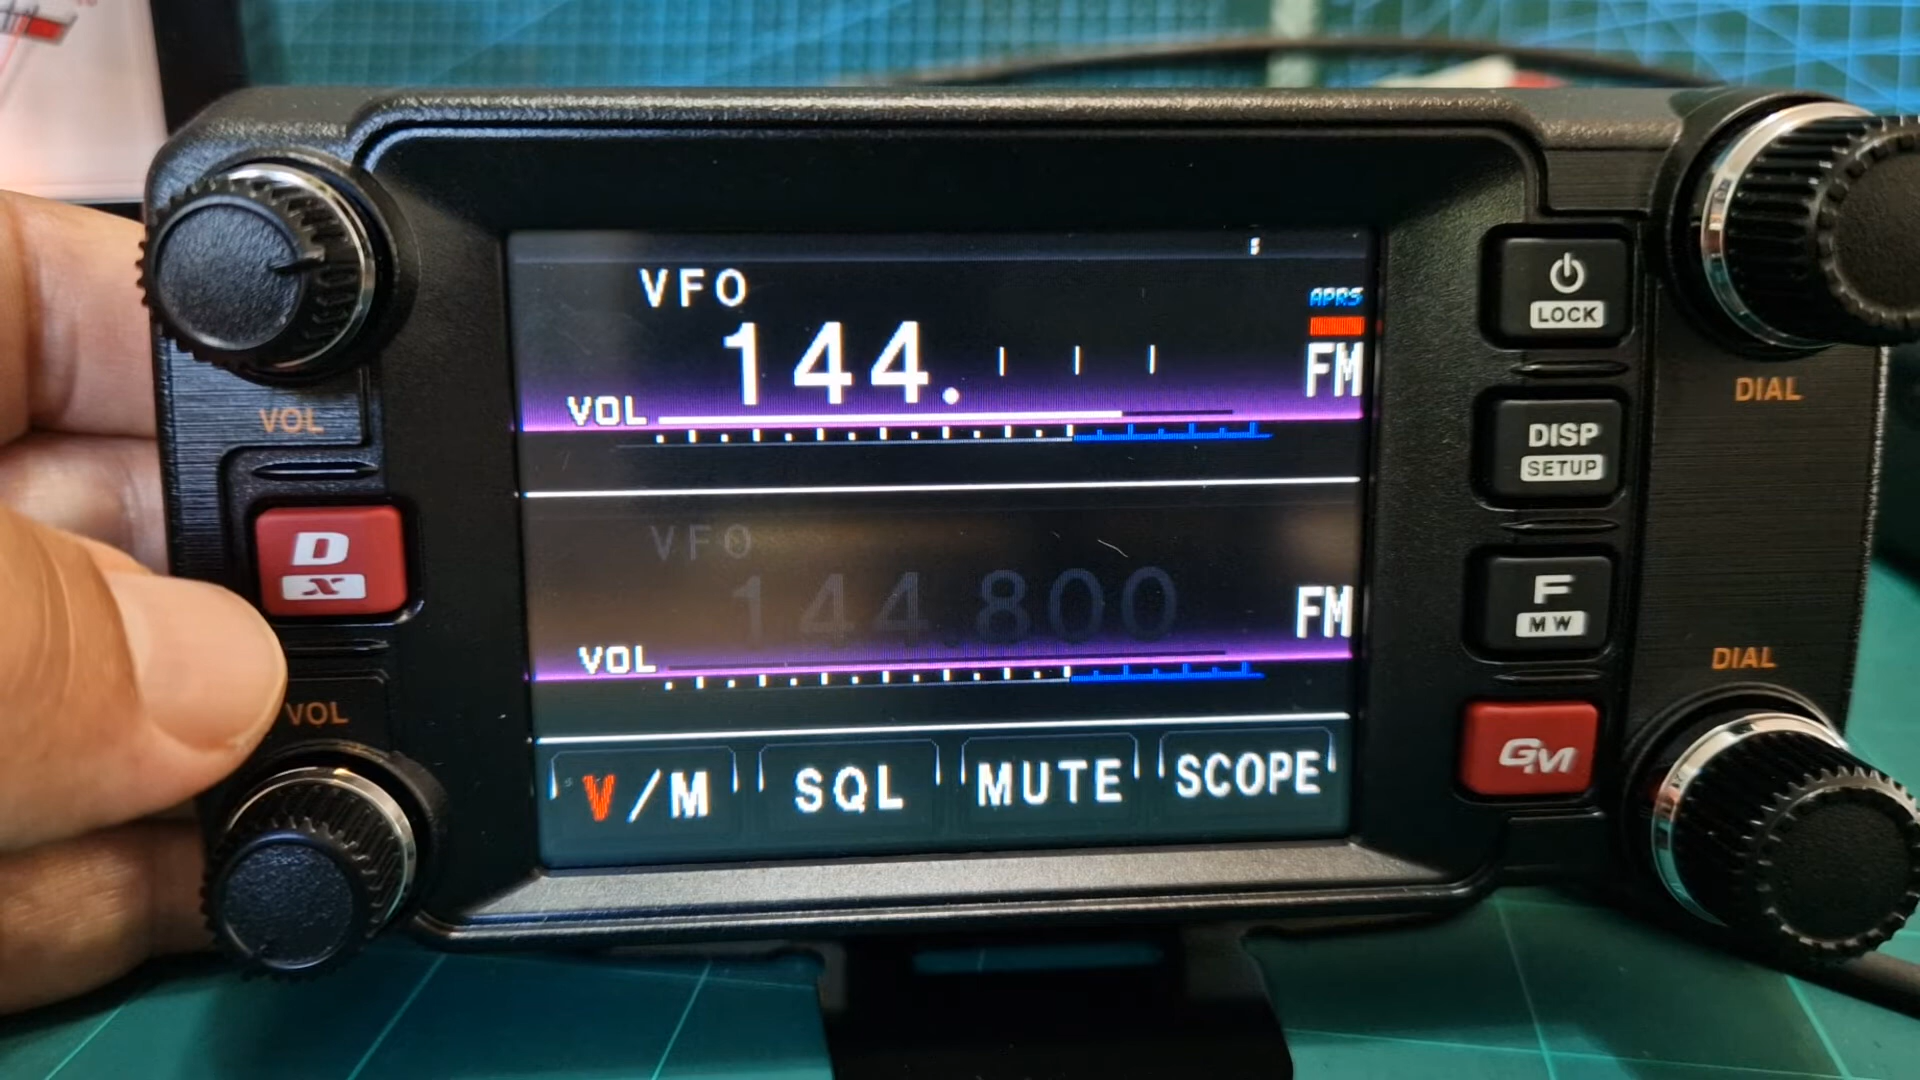 VFO
APRS
144.
FM
VOL
VFO
144.800
FM
VOL
V/M SQL MUTE SCOPE
VOL
D
X
VOL
LOCK
DISP
SETUP
F
MW
GM
DIAL
DIAL